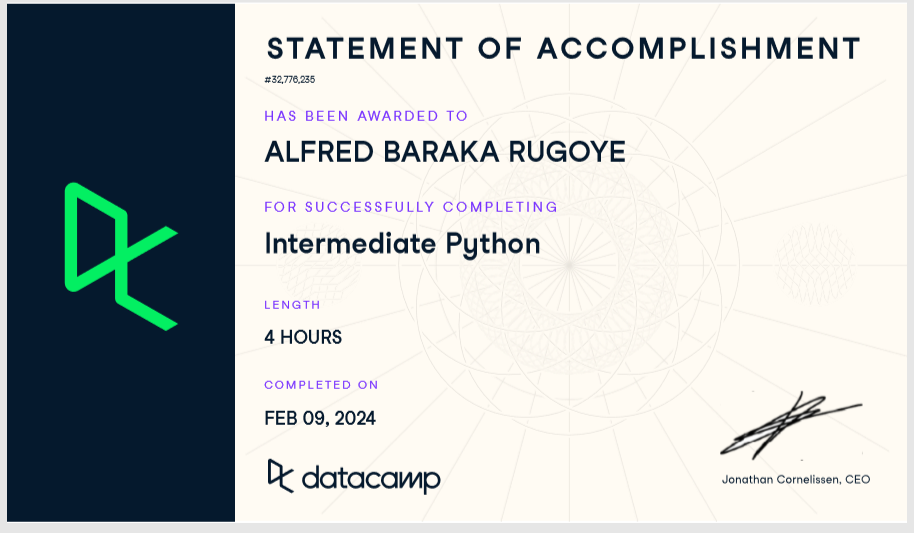 STATEMENT OF ACCOMPLISHMENT
#32,776,235
HAS BEEN AWARDED TO
ALFRED BARAKA RUGOYE
FOR SUCCESSFULLY COMPLETING
Intermediate Python
LENGTH
4 HOURS
COMPLETED ON
FEB 09, 2024
datacamp
Jonathan Cornelissen, CEO